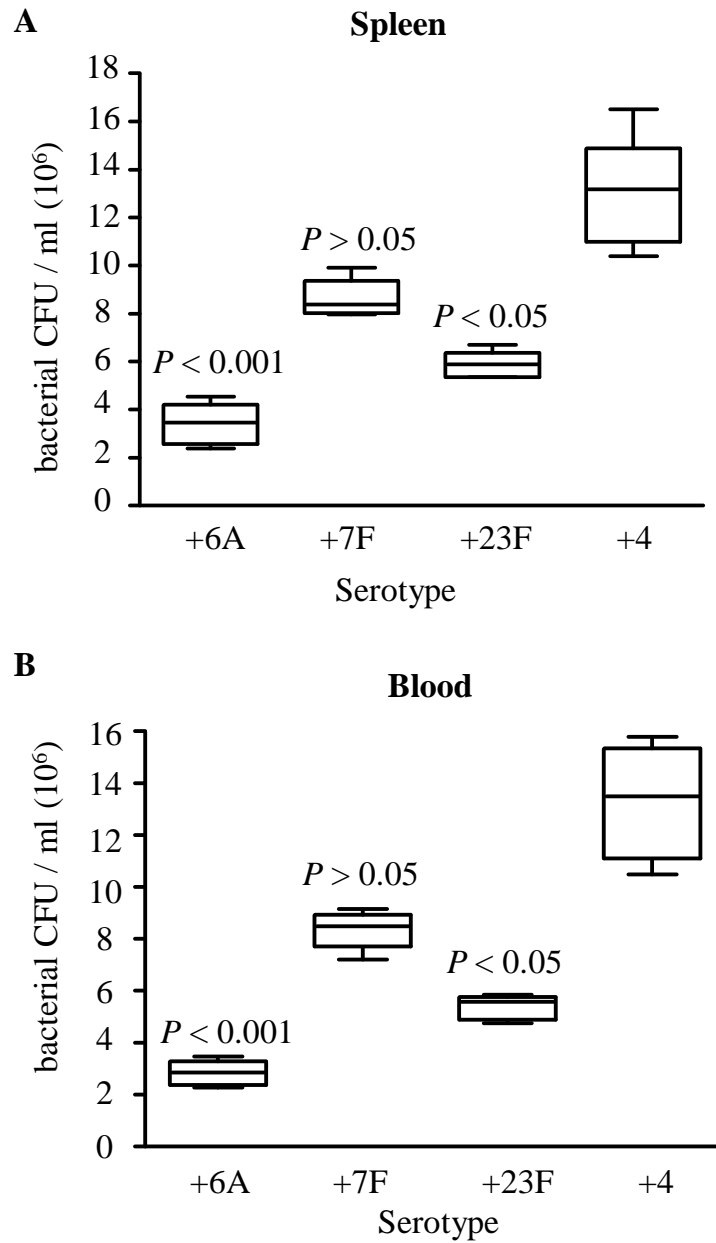 A
Spleen
bacterial CFU / ml (10⁶)
18
16
14
12
10
8
6
4
2
0
P < 0.001
P > 0.05
P < 0.05
+6A +7F +23F +4
Serotype
B
Blood
bacterial CFU / ml (10⁶)
16
14
12
10
8
6
4
2
0
P < 0.001
P > 0.05
P < 0.05
+6A +7F +23F +4
Serotype